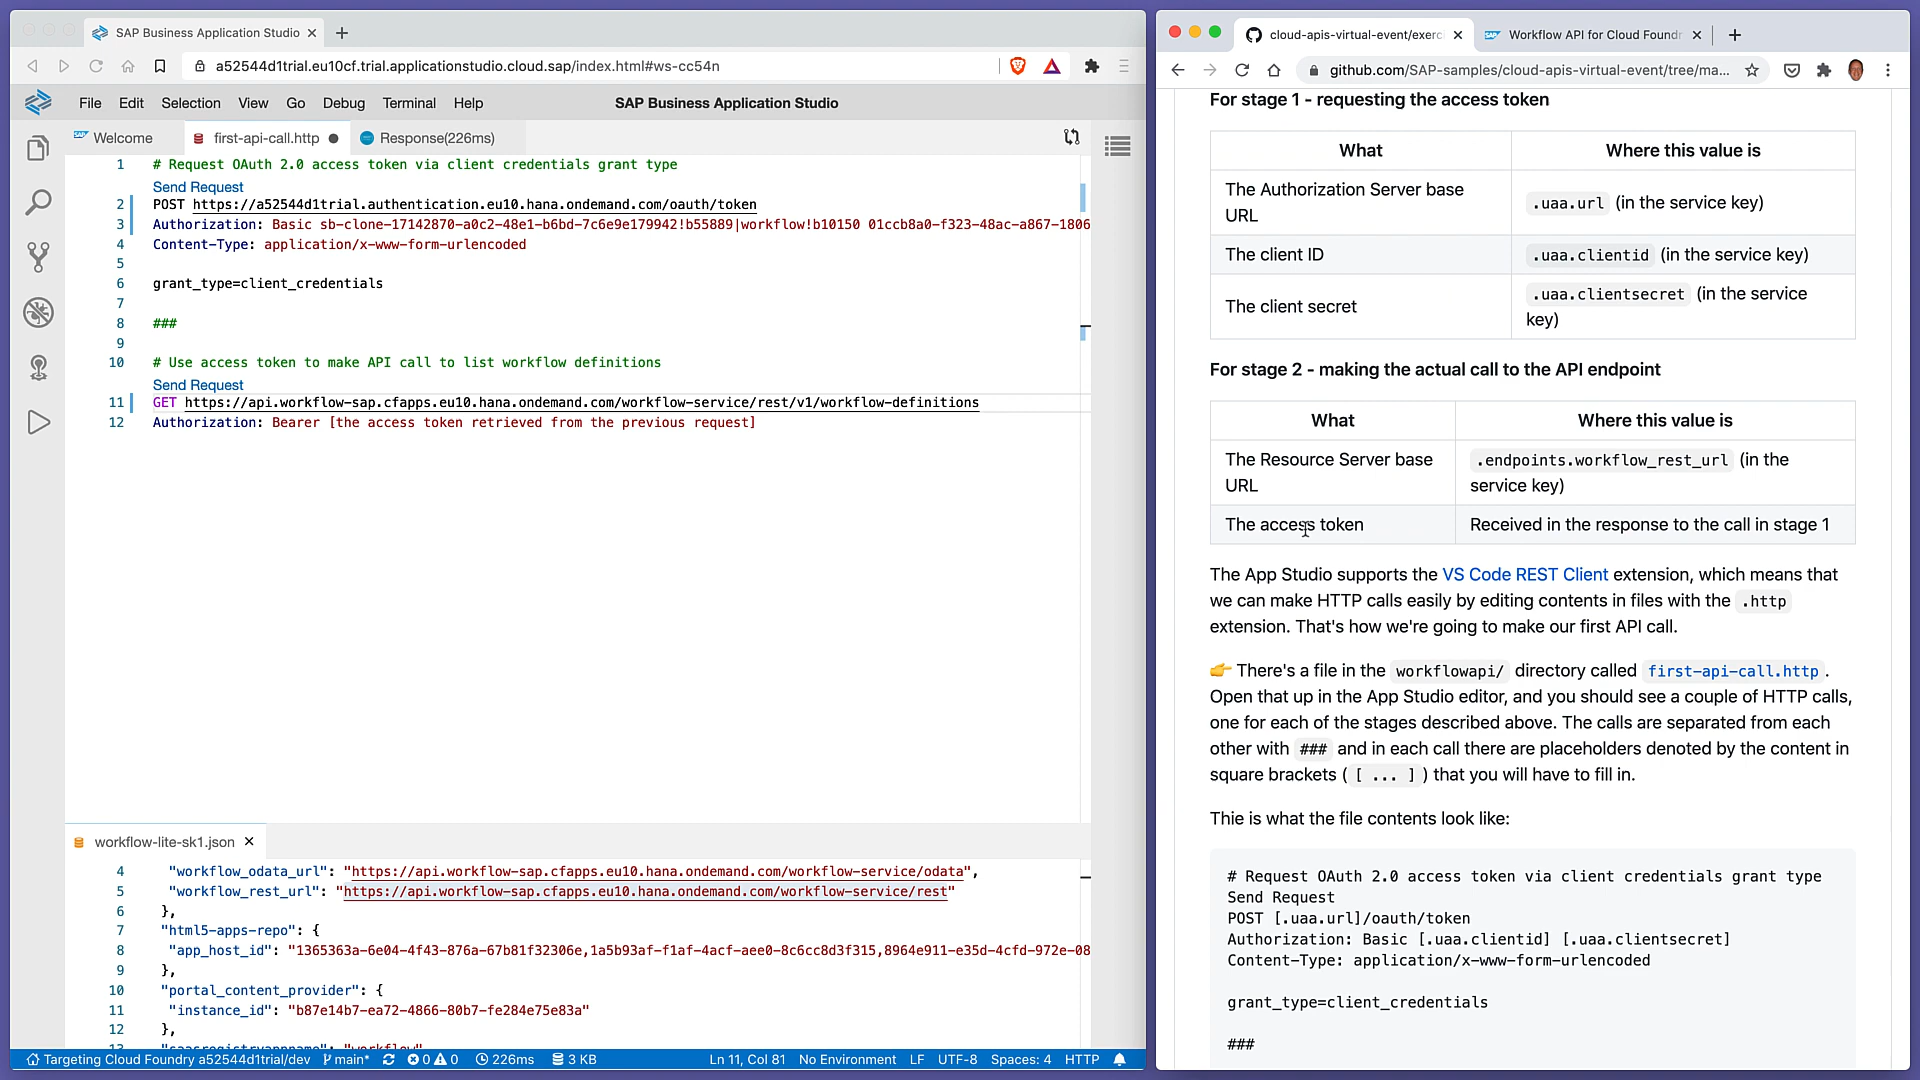 SAP Business Application Studio
a52544d1trial.eu10cf.trial.applicationstudio.cloud.sap/index.html#ws-cc54n
File Edit Selection View Go Debug Terminal Help SAP Business Application Studio
Welcome first-api-call.http Response(226ms)
1 # Request OAuth 2.0 access token via client credentials grant type
Send Request
2 POST https://a52544d1trial.authentication.eu10.hana.ondemand.com/oauth/token
3 Authorization: Basic sb-clone-17142870-a0c2-48e1-b6bd-7c6e9e179942!b55889|workflow!b10150 01ccb8a0-f323-48ac-a867-1806
4 Content-Type: application/x-www-form-urlencoded
5
6 grant_type=client_credentials
7
8 ###
9
10 # Use access token to make API call to list workflow definitions
Send Request
11 GET https://api.workflow-sap.cfapps.eu10.hana.ondemand.com/workflow-service/rest/v1/workflow-definitions
12 Authorization: Bearer [the access token retrieved from the previous request]
workflow-lite-sk1.json
4 "workflow_odata_url": "https://api.workflow-sap.cfapps.eu10.hana.ondemand.com/workflow-service/odata",
5 "workflow_rest_url": "https://api.workflow-sap.cfapps.eu10.hana.ondemand.com/workflow-service/rest"
6 },
7 "html5-apps-repo": {
8 "app_host_id": "1365363a-6e04-4f43-876a-67b81f32306e,1a5b93af-f1af-4acf-aee0-8c6cc8d3f315,8964e911-e35d-4cfd-972e-08
9 },
10 "portal_content_provider": {
11 "instance_id": "b87e14b7-ea72-4866-80b7-fe284e75e83a"
12 },
Targeting Cloud Foundry a52544d1trial/dev main* 0 0 226ms 3 KB Ln 11, Col 81 No Environment LF UTF-8 Spaces: 4 HTTP
cloud-apis-virtual-event/exerc Workflow API for Cloud Foundr
github.com/SAP-samples/cloud-apis-virtual-event/tree/ma...
For stage 1 - requesting the access token
What Where this value is
The Authorization Server base URL .uaa.url (in the service key)
The client ID .uaa.clientid (in the service key)
The client secret .uaa.clientsecret (in the service key)
For stage 2 - making the actual call to the API endpoint
What Where this value is
The Resource Server base URL .endpoints.workflow_rest_url (in the service key)
The access token Received in the response to the call in stage 1
The App Studio supports the VS Code REST Client extension, which means that
we can make HTTP calls easily by editing contents in files with the .http
extension. That's how we're going to make our first API call.
👉 There's a file in the workflowapi/ directory called first-api-call.http.
Open that up in the App Studio editor, and you should see a couple of HTTP calls,
one for each of the stages described above. The calls are separated from each
other with ### and in each call there are placeholders denoted by the content in
square brackets ( [ ... ] ) that you will have to fill in.
Thie is what the file contents look like:
# Request OAuth 2.0 access token via client credentials grant type
Send Request
POST [.uaa.url]/oauth/token
Authorization: Basic [.uaa.clientid] [.uaa.clientsecret]
Content-Type: application/x-www-form-urlencoded
grant_type=client_credentials
###